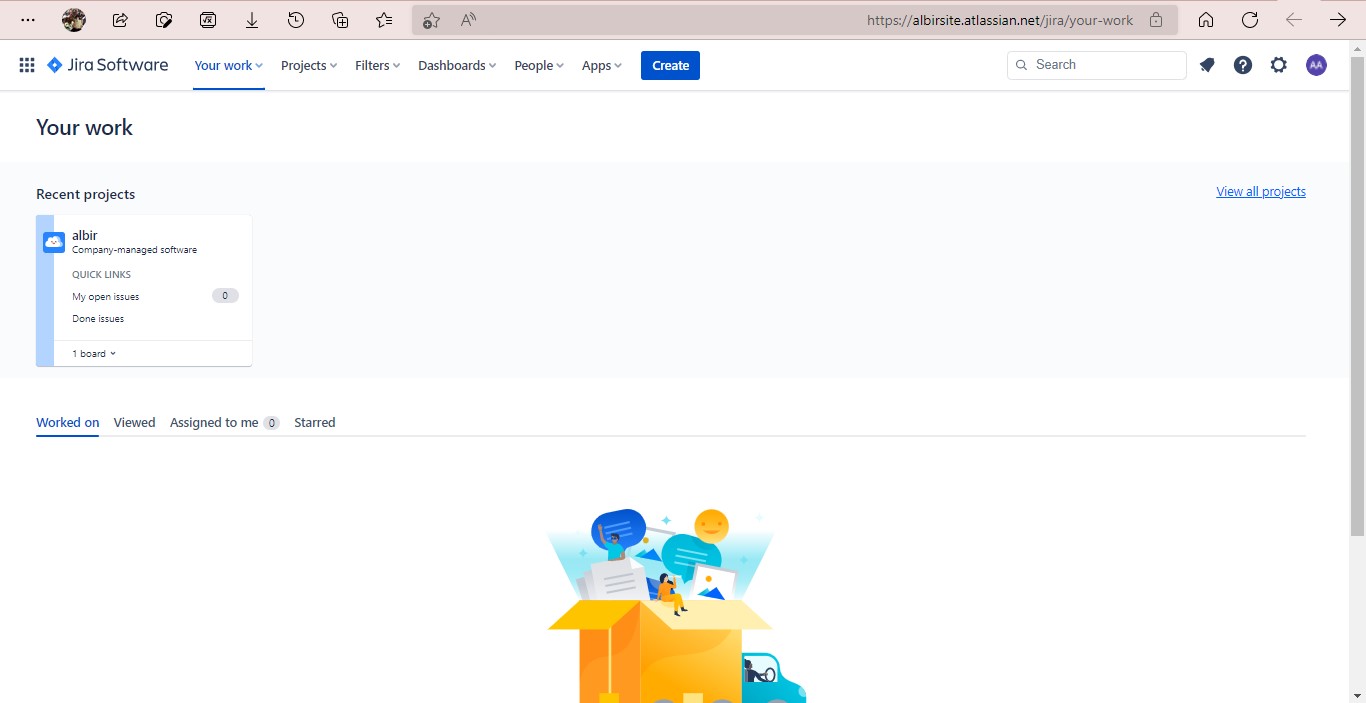 https://albirsite.atlassian.net/jira/your-work
Jira Software Your work Projects Filters Dashboards People Apps Create Search AA
Your work
Recent projects View all projects
albir
Company-managed software
QUICK LINKS
My open issues 0
Done issues
1 board
Worked on Viewed Assigned to me 0 Starred